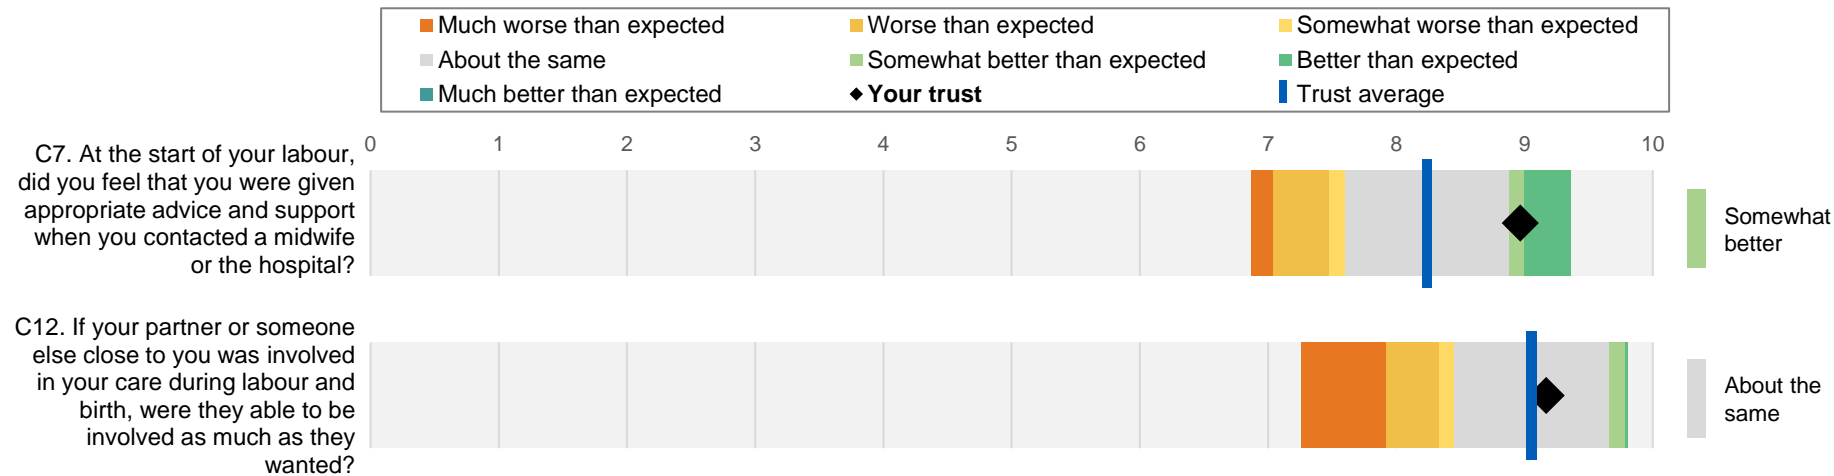 Much worse than expected
Worse than expected
Somewhat worse than expected
About the same
Somewhat better than expected
Better than expected
Much better than expected
Your trust
Trust average
0 1 2 3 4 5 6 7 8 9 10
C7. At the start of your labour,
did you feel that you were given
appropriate advice and support
when you contacted a midwife
or the hospital?
Somewhat
better
C12. If your partner or someone
else close to you was involved
in your care during labour and
birth, were they able to be
involved as much as they
wanted?
About the
same